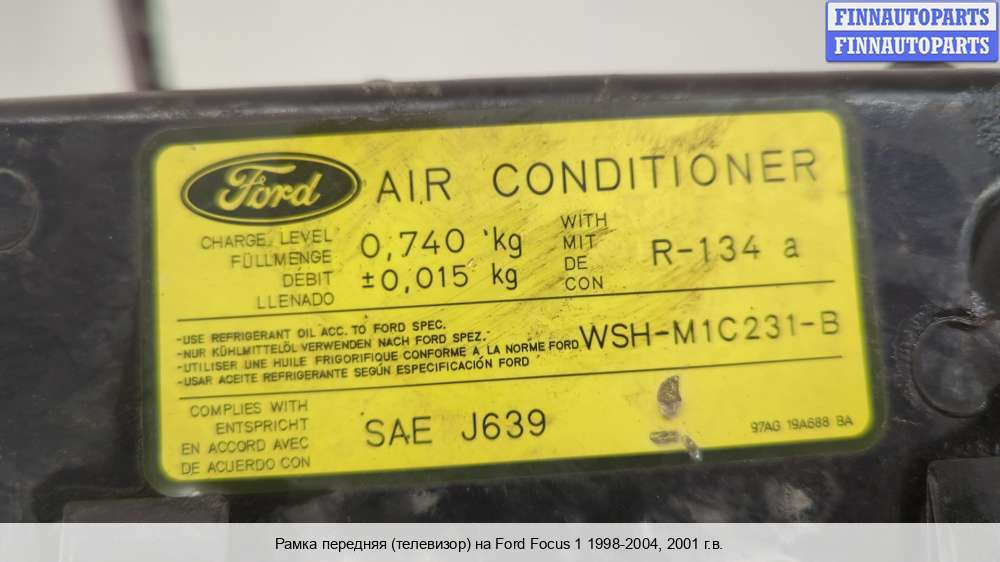 FINNAUTOPARTS
FINNAUTOPARTS
Ford AIR CONDITIONER
CHARGE LEVEL
FÜLLMENGE
DÉBIT
LLENADO
0,740 kg
±0,015 kg
WITH
MIT
DE
CON
R-134 a
-USE REFRIGERANT OIL ACC. TO FORD SPEC.
-NUR KÜHLMITTELÖL VERWENDEN NACH FORD SPEZ.
-UTILISER UNE HUILE FRIGORIFIQUE CONFORME A LA NORME FORD
-USAR ACEITE REFRIGERANTE SEGÚN ESPECIFICACIÓN FORD
WSH-M1C231-B
COMPLIES WITH
ENTSPRICHT
EN ACCORD AVEC
DE ACUERDO CON
SAE J639
97AG 19A688 BA
Рамка передняя (телевизор) на Ford Focus 1 1998-2004, 2001 г.в.